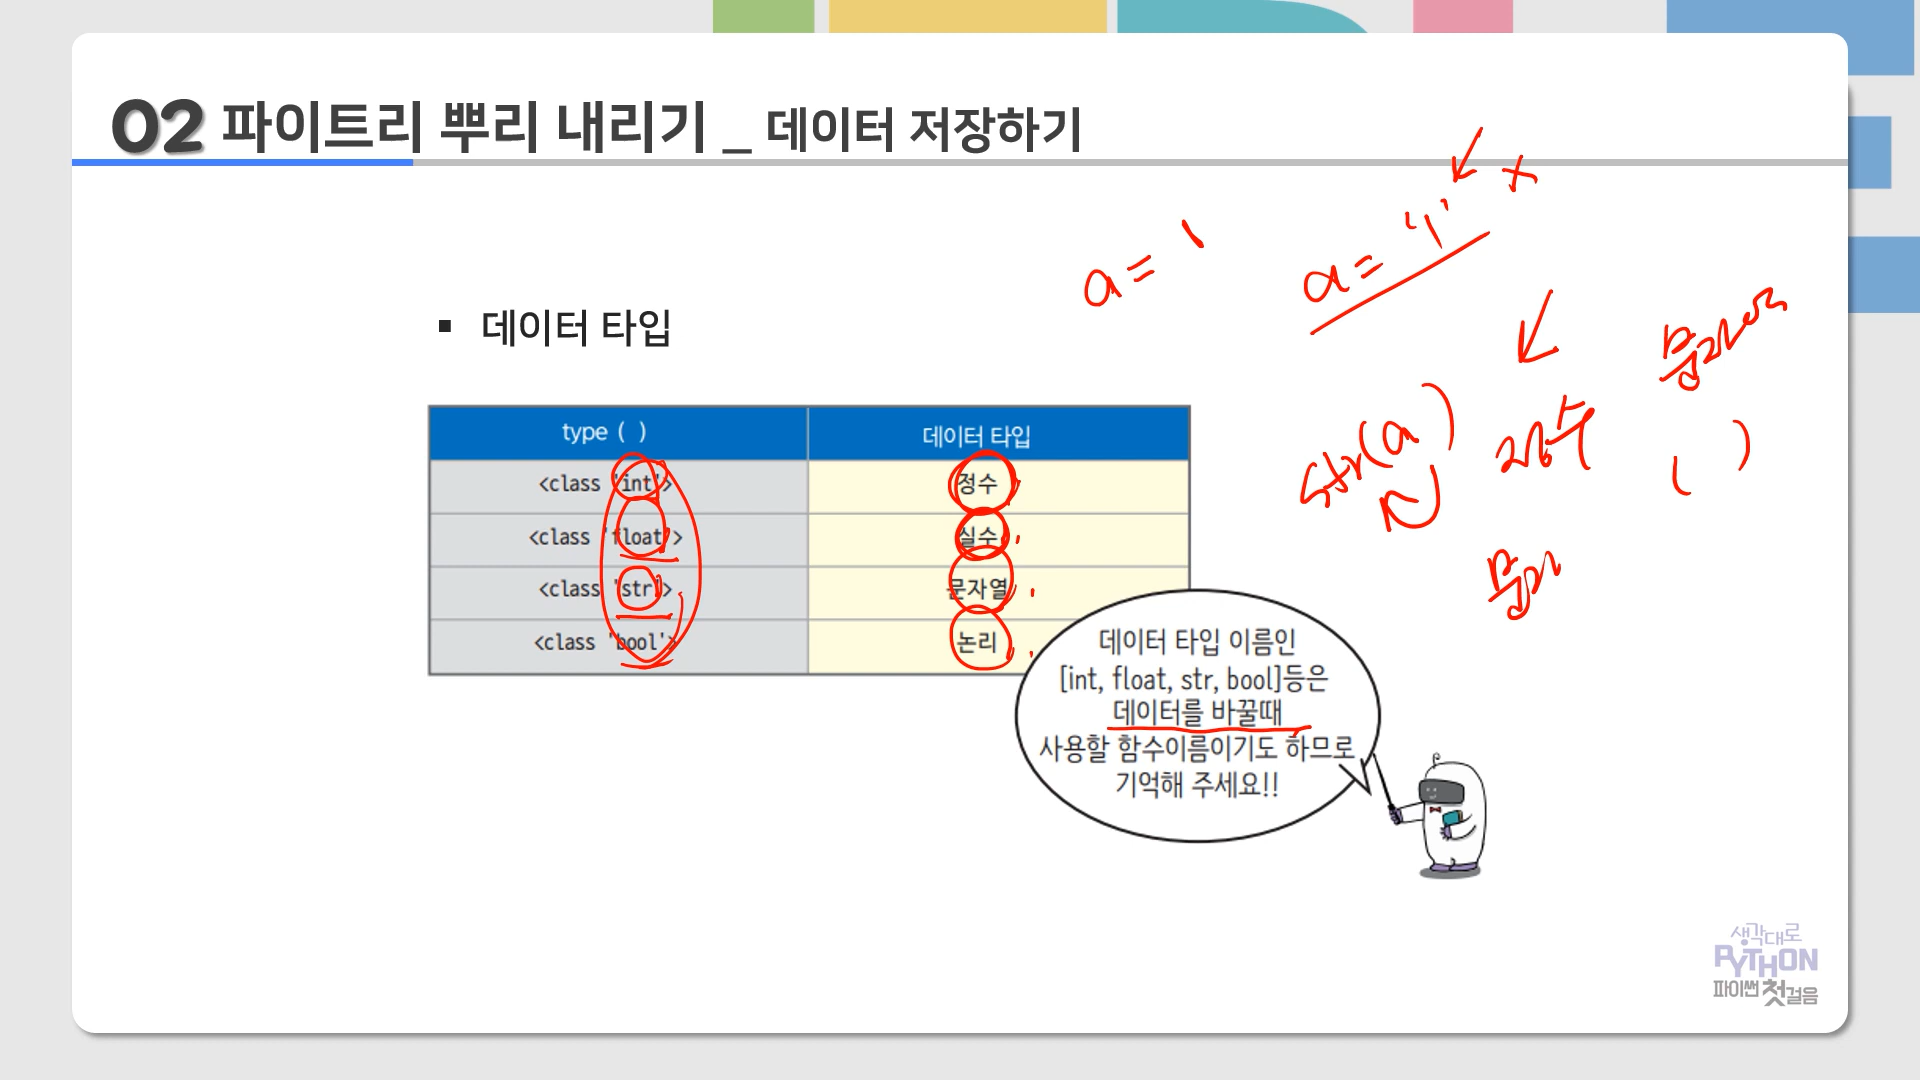 02 파이트리 뿌리 내리기 _ 데이터 저장하기
a = 1
a = '1'
▪ 데이터 타입
문자열
str(a)
정수
( )
문자
type ( ) 데이터 타입
<class 'int'> 정수
<class 'float'> 실수
<class 'str'> 문자열
<class 'bool'> 논리
데이터 타입 이름인
[int, float, str, bool]등은
데이터를 바꿀때
사용할 함수이름이기도 하므로
기억해 주세요!!
생각대로
PYTHON
파이썬 첫걸음